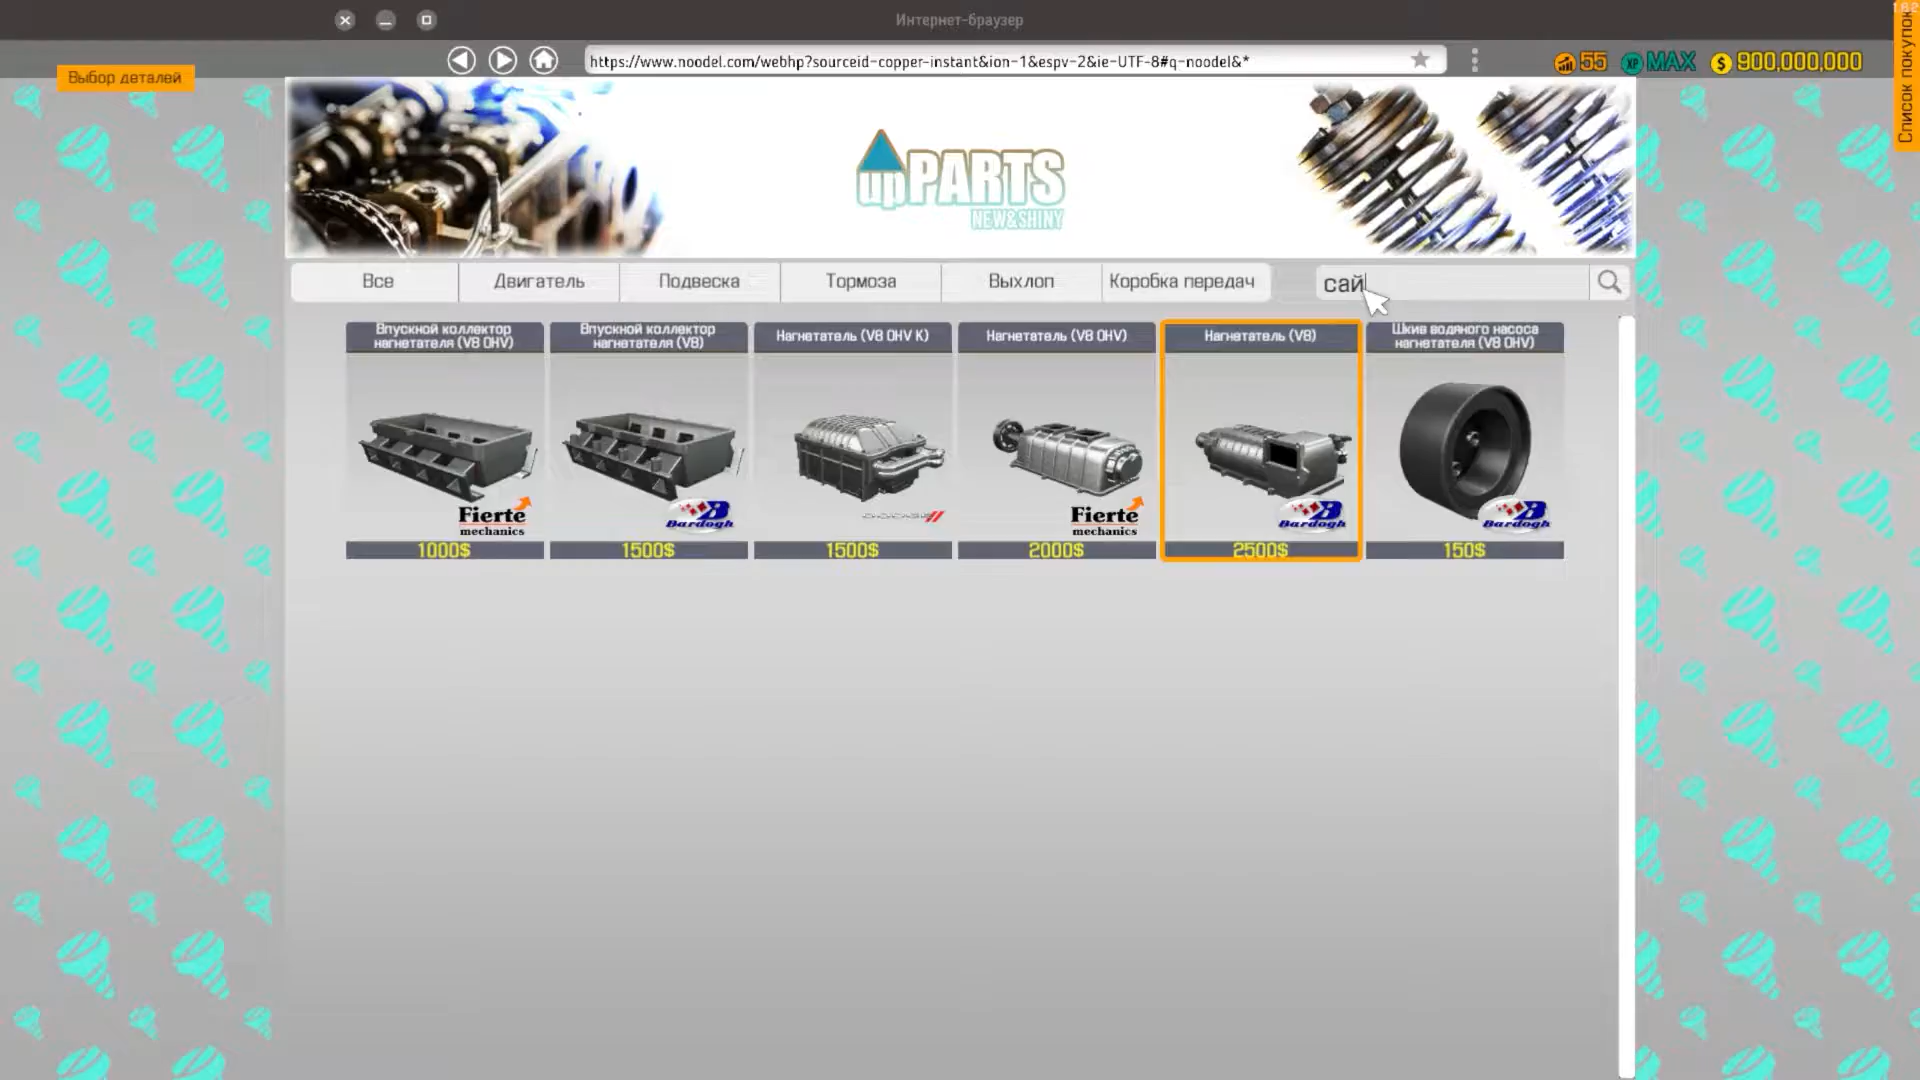 Интернет-браузер
https://www.noodel.com/webhp?sourceid-copper-instant&ion-1&espv-2&ie-UTF-8#q-noodel&*
55
XP MAX
$ 900,000,000
Выбор деталей
Список покупок
upPARTS
NEW&SHINY
Все
Двигатель
Подвеска
Тормоза
Выхлоп
Коробка передач
сай
Впускной коллектор
нагнетателя (V8 OHV)
Fierte
mechanics
1000$
Впускной коллектор
нагнетателя (V8)
Bardogh
1500$
Нагнетатель (V8 OHV K)
DODGE
1500$
Нагнетатель (V8 OHV)
Fierte
mechanics
2000$
Нагнетатель (V8)
Bardogh
2500$
Шкив водяного насоса
нагнетателя (V8 OHV)
Bardogh
150$